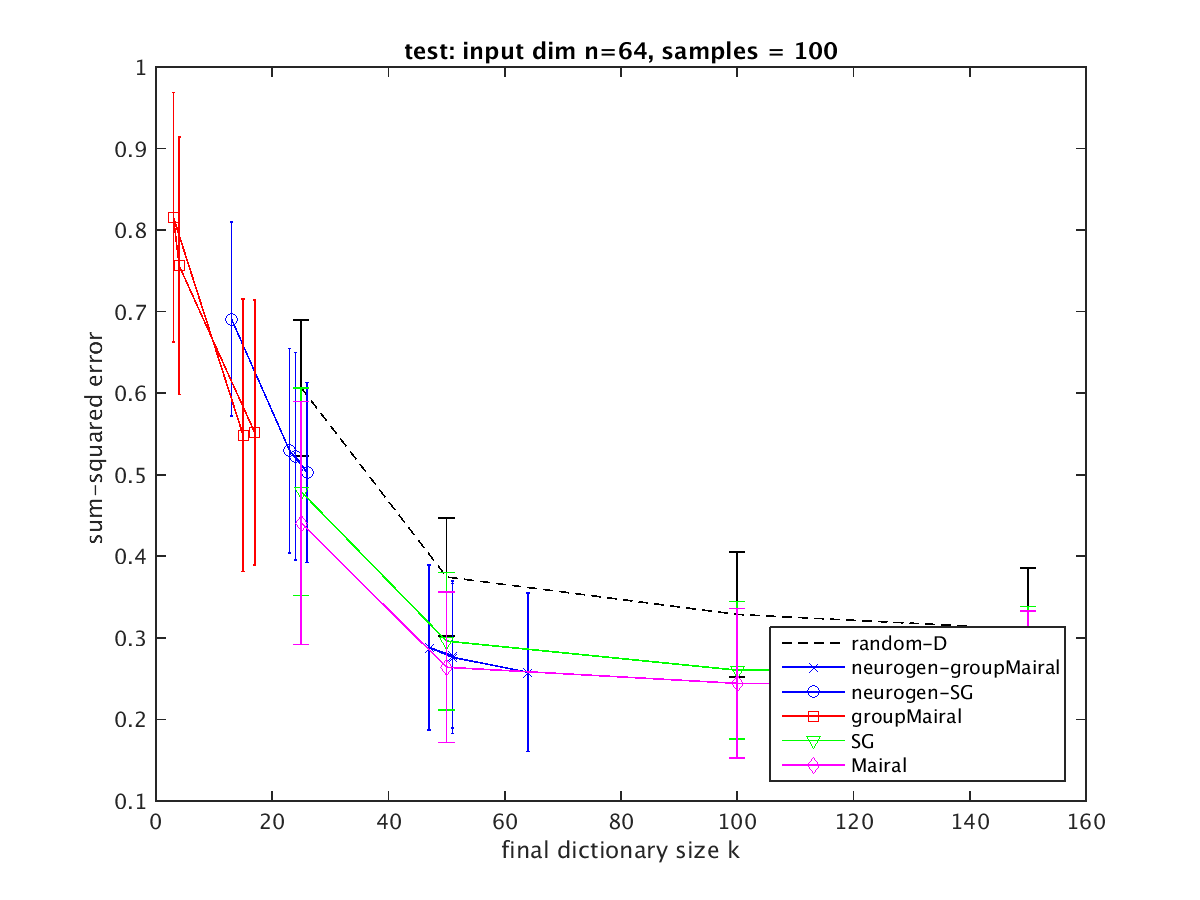 test: input dim n=64, samples = 100
1
0.9
0.8
0.7
0.6
0.5
0.4
0.3
0.2
0.1
sum-squared error
random-D
neurogen-groupMairal
neurogen-SG
groupMairal
SG
Mairal
0 20 40 60 80 100 120 140 160
final dictionary size k